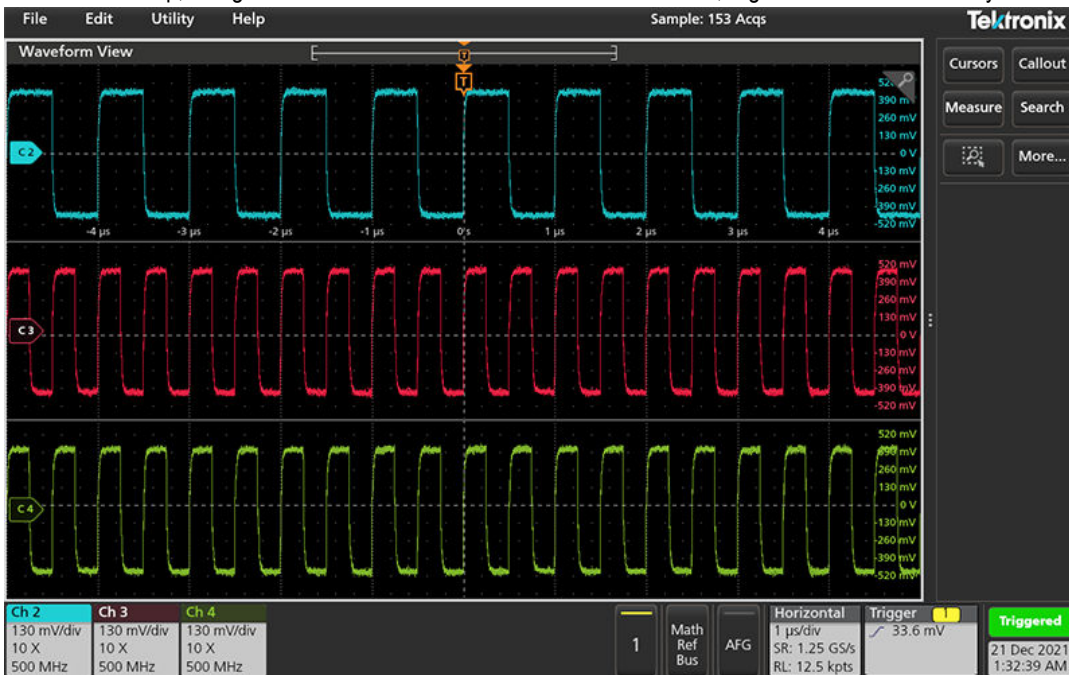 File Edit Utility Help Sample: 153 Acqs Tektronix
Waveform View
T
T
Cursors Callout
Measure Search
More...
C 2
390 m
260 mV
130 mV
0 V
-130 mV
-260 mV
-390 mV
-520 mV
-4 µs -3 µs -2 µs -1 µs 0 s 1 µs 2 µs 3 µs 4 µs
C 3
520 mV
390 mV
260 mV
130 mV
0 V
-130 mV
-260 mV
-390 mV
-520 mV
C 4
520 mV
390 mV
260 mV
130 mV
0 V
-130 mV
-260 mV
-390 mV
-520 mV
Ch 2
130 mV/div
10 X
500 MHz
Ch 3
130 mV/div
10 X
500 MHz
Ch 4
130 mV/div
10 X
500 MHz
1
Math
Ref
Bus
AFG
Horizontal
1 µs/div
SR: 1.25 GS/s
RL: 12.5 kpts
Trigger 1
33.6 mV
Triggered
21 Dec 2021
1:32:39 AM